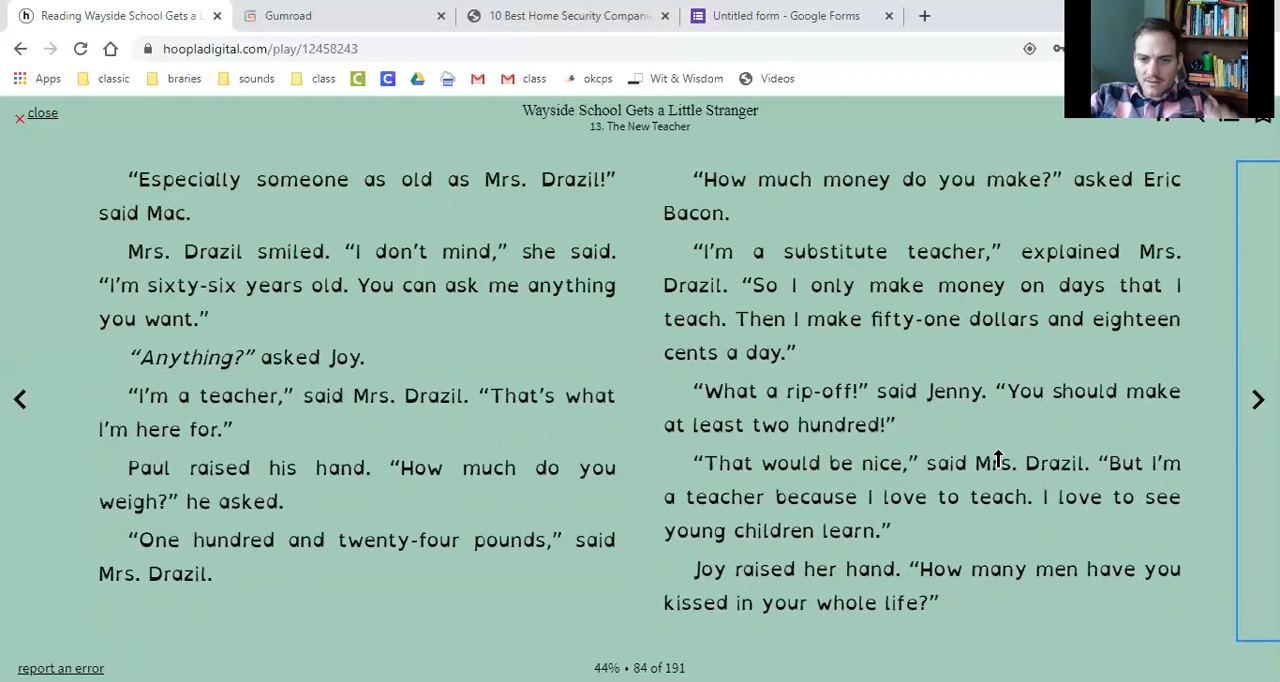 Reading Wayside School Gets a L
Gumroad
10 Best Home Security Compani
Untitled form - Google Forms
hoopladigital.com/play/12458243
Apps
classic
braries
sounds
class
class
okcps
Wit & Wisdom
Videos
close
Wayside School Gets a Little Stranger
13. The New Teacher
“Especially someone as old as Mrs. Drazil!”
said Mac.
Mrs. Drazil smiled. “I don’t mind,” she said.
“I’m sixty-six years old. You can ask me anything
you want.”
“Anything?” asked Joy.
“I’m a teacher,” said Mrs. Drazil. “That’s what
I’m here for.”
Paul raised his hand. “How much do you
weigh?” he asked.
“One hundred and twenty-four pounds,” said
Mrs. Drazil.
“How much money do you make?” asked Eric
Bacon.
“I’m a substitute teacher,” explained Mrs.
Drazil. “So I only make money on days that I
teach. Then I make fifty-one dollars and eighteen
cents a day.”
“What a rip-off!” said Jenny. “You should make
at least two hundred!”
“That would be nice,” said Mrs. Drazil. “But I’m
a teacher because I love to teach. I love to see
young children learn.”
Joy raised her hand. “How many men have you
kissed in your whole life?”
report an error
44% • 84 of 191